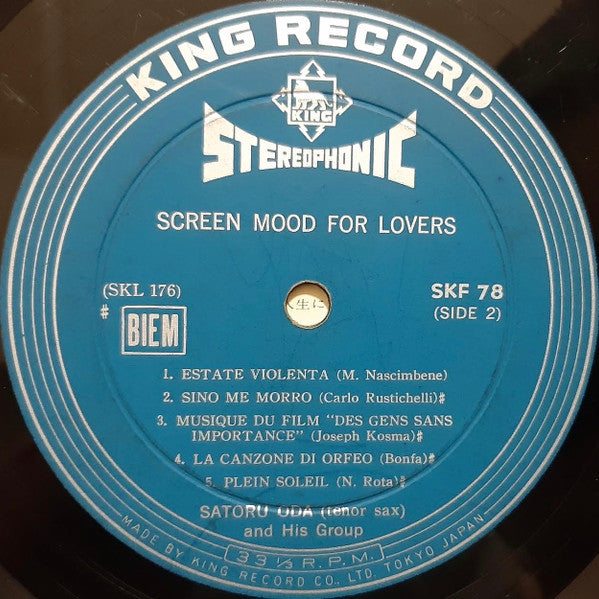 KING RECORD
KING
STEREOPHONIC
SCREEN MOOD FOR LOVERS
(SKL 176)
SKF 78
# BIEM
(SIDE 2)
生に
1. ESTATE VIOLENTA (M. Nascimbene)
2. SINO ME MORRO (Carlo Rustichelli)#
3. MUSIQUE DU FILM "DES GENS SANS
IMPORTANCE" (Joseph Kosma)#
4. LA CANZONE DI ORFEO (Bonfa)#
5. PLEIN SOLEIL (N. Rota)#
SATORU ODA (tenor sax)
and His Group
33⅓ R.P.M.
MADE BY KING RECORD CO., LTD. TOKYO JAPAN